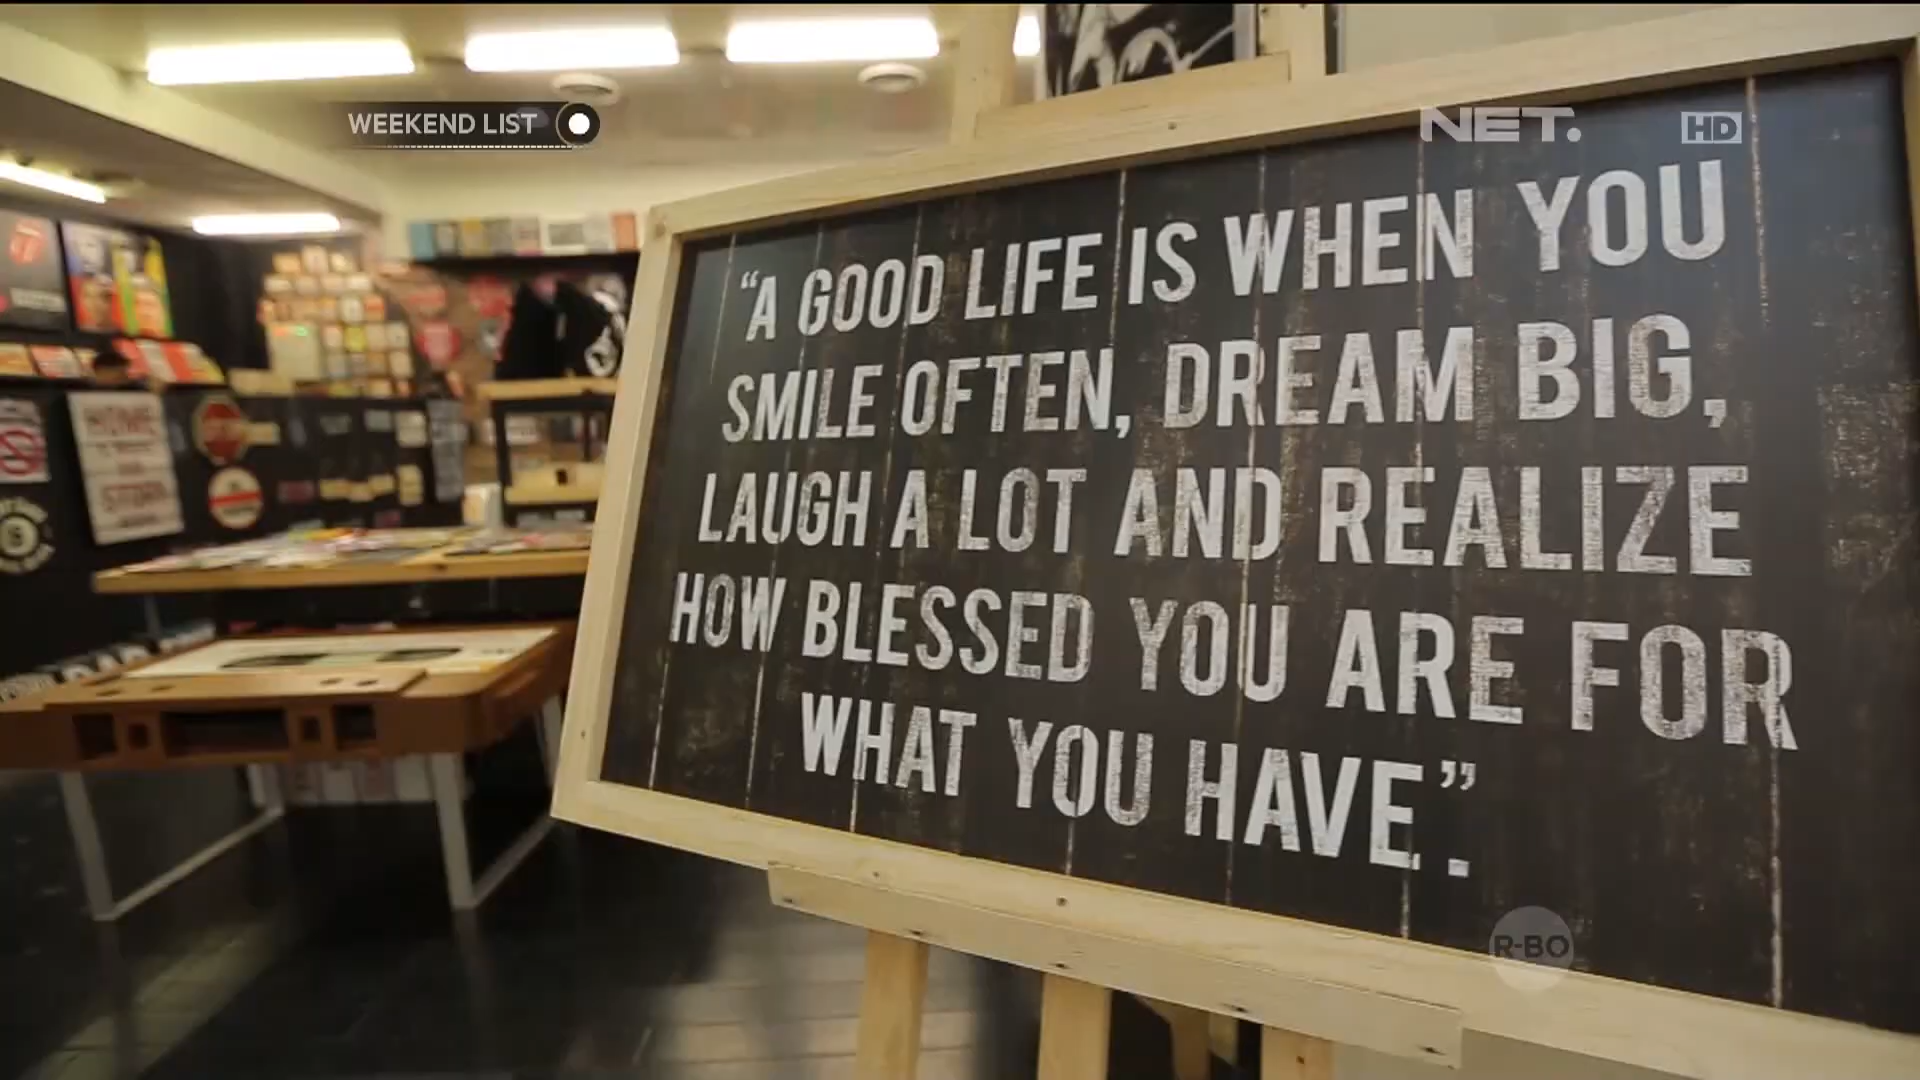 WEEKEND LIST
NET.
HD
“A GOOD LIFE IS WHEN YOU
SMILE OFTEN, DREAM BIG,
LAUGH A LOT AND REALIZE
HOW BLESSED YOU ARE FOR
WHAT YOU HAVE”.
R-BO
HOME